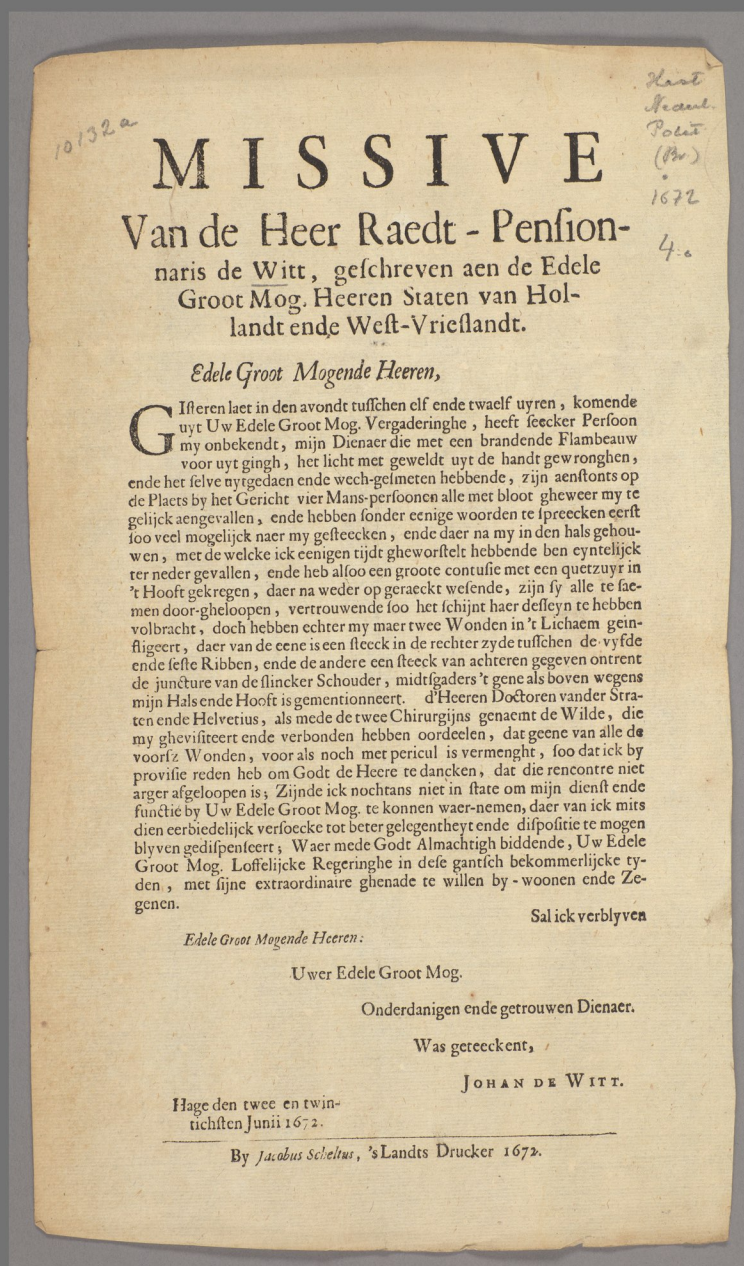 10132a
Nederl.
(Br.)
1672
4.
MISSIVE
Van de Heer Raedt-Penſion-
naris de Witt, geſchreven aen de Edele
Groot Mog. Heeren Staten van Hol-
landt ende Weſt-Vrieſlandt.
Edele Groot Mogende Heeren,
GIſteren laet in den avondt tuſſchen elf ende twaelf uyren, komende
uyt Uw Edele Groot Mog. Vergaderinghe, heeft ſeecker Perſoon
my onbekendt, mijn Dienaer die met een brandende Flambeauw
voor uyt gingh, het licht met geweldt uyt de handt gewronghen,
ende het ſelve uytgedaen ende wech-geſmeten hebbende, zijn aenſtonts op
de Plaets by het Gericht vier Mans-perſoonen alle met bloot gheweer my te
gelijck aengevallen, ende hebben ſonder eenige woorden te ſpreecken eerſt
ſoo veel mogelijck naer my geſteecken, ende daer na my in den hals gehou-
wen, met de welcke ick eenigen tijdt gheworſtelt hebbende ben eyntelijck
ter neder gevallen, ende heb alſoo een groote contuſie met een quetzuyr in
't Hooft gekregen, daer na weder op geraeckt weſende, zijn ſy alle te ſae-
men door-gheloopen, vertrouwende ſoo het ſchijnt haer deſſeyn te hebben
volbracht, doch hebben echter my maer twee Wonden in 't Lichaem gein-
fligeert, daer van de eene is een ſteeck in de rechter zyde tuſſchen de vyfde
ende ſeſte Ribben, ende de andere een ſteeck van achteren gegeven ontrent
de juncture van de ſlincker Schouder, midtſgaders 't gene als boven wegens
mijn Hals ende Hooft is gementionneert. d'Heeren Doctoren vander Stra-
ten ende Helvetius, als mede de twee Chirurgijns genaemt de Wilde, die
my gheviſiteert ende verbonden hebben oordeelen, dat geene van alle de
voorſz Wonden, voor als noch met pericul is vermenght, ſoo dat ick by
proviſie reden heb om Godt de Heere te dancken, dat die rencontre niet
arger afgeloopen is; Zijnde ick nochtans niet in ſtate om mijn dienſt ende
functie by Uw Edele Groot Mog. te konnen waer-nemen, daer van ick mits
dien eerbiedelijck verſoecke tot beter gelegentheyt ende diſpoſitie te mogen
blyven gediſpenſeert; Waer mede Godt Almachtigh biddende, Uw Edele
Groot Mog. Loffelijcke Regeringhe in deſe gantſch bekommerlijcke ty-
den, met ſijne extraordinaire ghenade te willen by-woonen ende Ze-
genen.
Sal ick verblyven
Edele Groot Mogende Heeren:
Uwer Edele Groot Mog.
Onderdanigen ende getrouwen Dienaer.
Was geteeckent,
JOHAN DE WITT.
Hage den twee en twin-
tichſten Junii 1672.
By Jacobus Scheltus, 's Landts Drucker 1672.